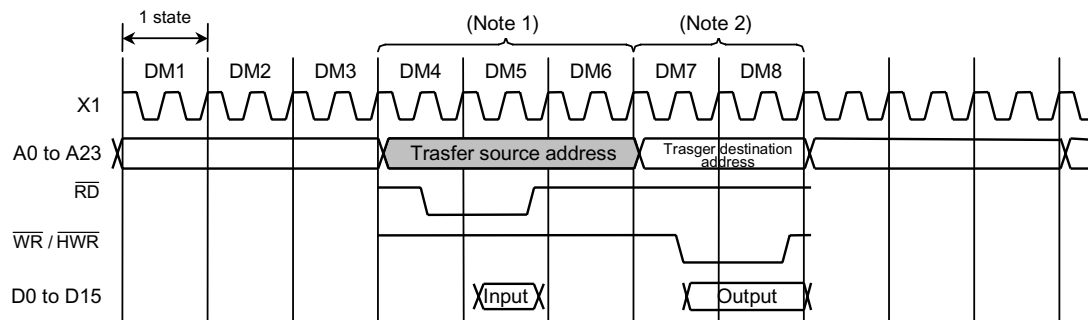 1 state
(Note 1)
(Note 2)
DM1 DM2 DM3 DM4 DM5 DM6 DM7 DM8
X1
A0 to A23
Trasfer source address
Trasger destination
address
RD
WR / HWR
D0 to D15
Input
Output